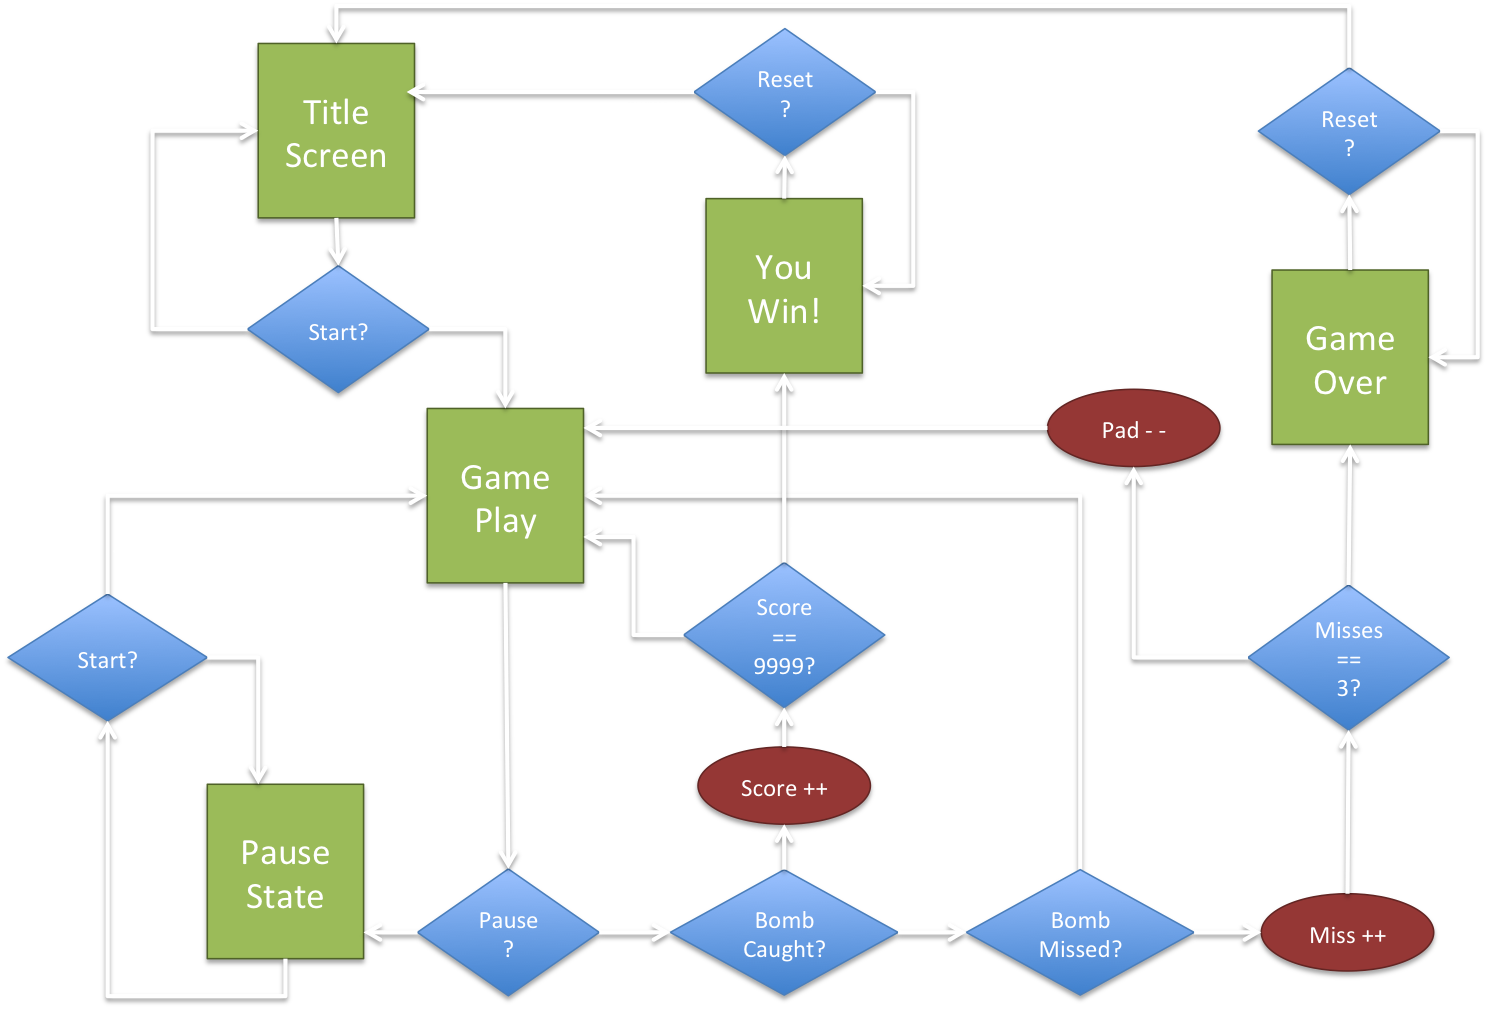 Title
Screen
Reset
?
Reset
?
Start?
You
Win!
Game
Over
Pad - -
Game
Play
Start?
Score
==
9999?
Misses
==
3?
Score ++
Pause
State
Pause
?
Bomb
Caught?
Bomb
Missed?
Miss ++